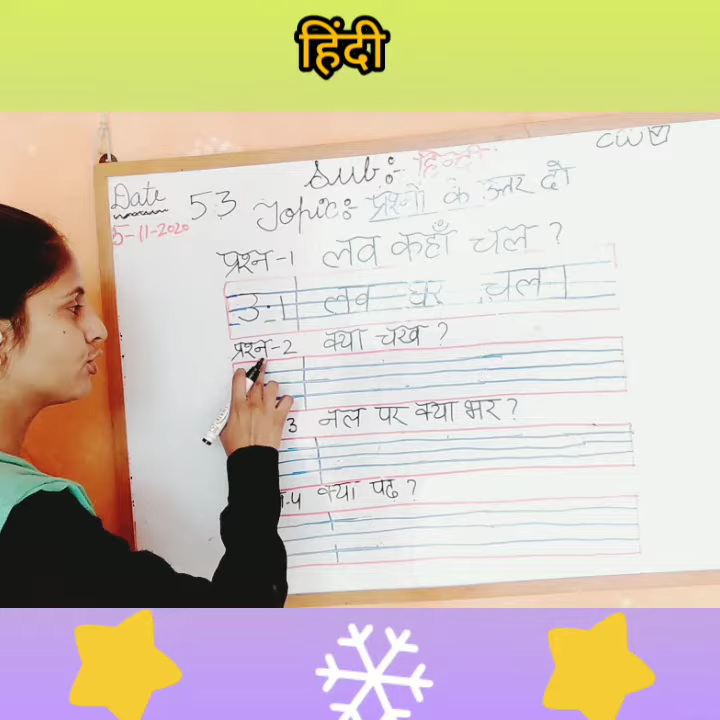 हिंदी
CW
Sub:- हिन्दी
Date 53 Topic:- प्रश्नों के उत्तर दो
5-11-2020
प्रश्न-1 लव कहाँ चल ?
उ.1 लव घर चल।
प्रश्न-2 क्या चख ?
3 नल पर क्या भर ?
-4 क्या पढ ?